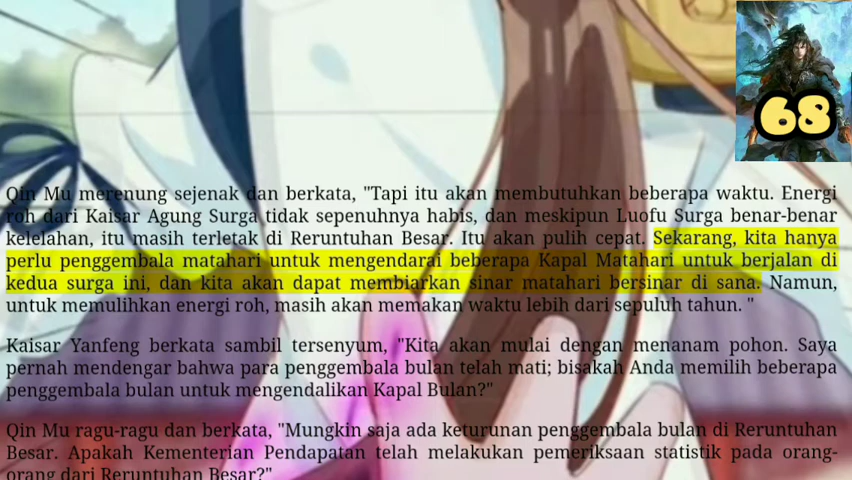 68
Qin Mu merenung sejenak dan berkata, "Tapi itu akan membutuhkan beberapa waktu. Energi
roh dari Kaisar Agung Surga tidak sepenuhnya habis, dan meskipun Luofu Surga benar-benar
kelelahan, itu masih terletak di Reruntuhan Besar. Itu akan pulih cepat. Sekarang, kita hanya
perlu penggembala matahari untuk mengendarai beberapa Kapal Matahari untuk berjalan di
kedua surga ini, dan kita akan dapat membiarkan sinar matahari bersinar di sana. Namun,
untuk memulihkan energi roh, masih akan memakan waktu lebih dari sepuluh tahun. "
Kaisar Yanfeng berkata sambil tersenyum, "Kita akan mulai dengan menanam pohon. Saya
pernah mendengar bahwa para penggembala bulan telah mati; bisakah Anda memilih beberapa
penggembala bulan untuk mengendalikan Kapal Bulan?"
Qin Mu ragu-ragu dan berkata, "Mungkin saja ada keturunan penggembala bulan di Reruntuhan
Besar. Apakah Kementerian Pendapatan telah melakukan pemeriksaan statistik pada orang-
orang dari Reruntuhan Besar?"